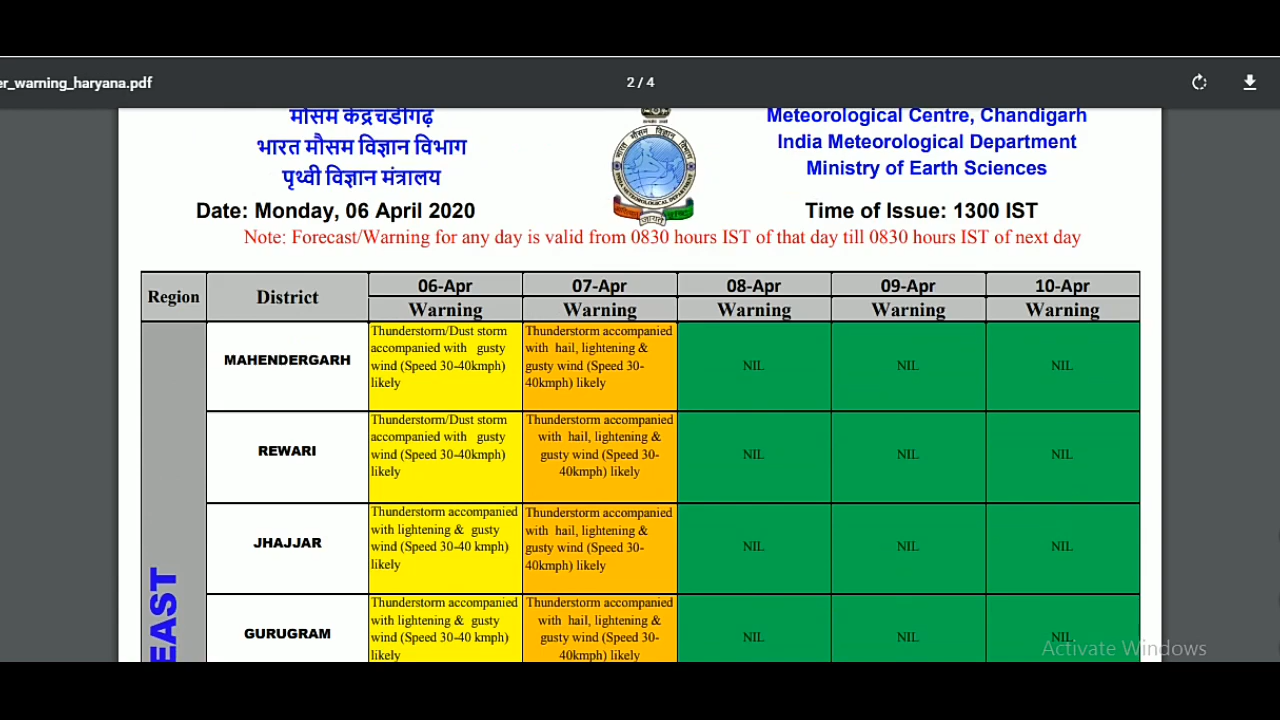 er_warning_haryana.pdf
2 / 4
मौसम केंद्रचंडीगढ़
भारत मौसम विज्ञान विभाग
पृथ्वी विज्ञान मंत्रालय
Meteorological Centre, Chandigarh
India Meteorological Department
Ministry of Earth Sciences
Date: Monday, 06 April 2020
Time of Issue: 1300 IST
Note: Forecast/Warning for any day is valid from 0830 hours IST of that day till 0830 hours IST of next day
Region District 06-Apr 07-Apr 08-Apr 09-Apr 10-Apr
Warning Warning Warning Warning Warning
EAST
MAHENDERGARH
Thunderstorm/Dust storm
accompanied with gusty
wind (Speed 30-40kmph)
likely
Thunderstorm accompanied
with hail, lightening &
gusty wind (Speed 30-
40kmph) likely
NIL NIL NIL
REWARI
Thunderstorm/Dust storm
accompanied with gusty
wind (Speed 30-40kmph)
likely
Thunderstorm accompanied
with hail, lightening &
gusty wind (Speed 30-
40kmph) likely
NIL NIL NIL
JHAJJAR
Thunderstorm accompanied
with lightening & gusty
wind (Speed 30-40 kmph)
likely
Thunderstorm accompanied
with hail, lightening &
gusty wind (Speed 30-
40kmph) likely
NIL NIL NIL
GURUGRAM
Thunderstorm accompanied
with lightening & gusty
wind (Speed 30-40 kmph)
likely
Thunderstorm accompanied
with hail, lightening &
gusty wind (Speed 30-
40kmph) likely
NIL NIL NIL
Activate Windows